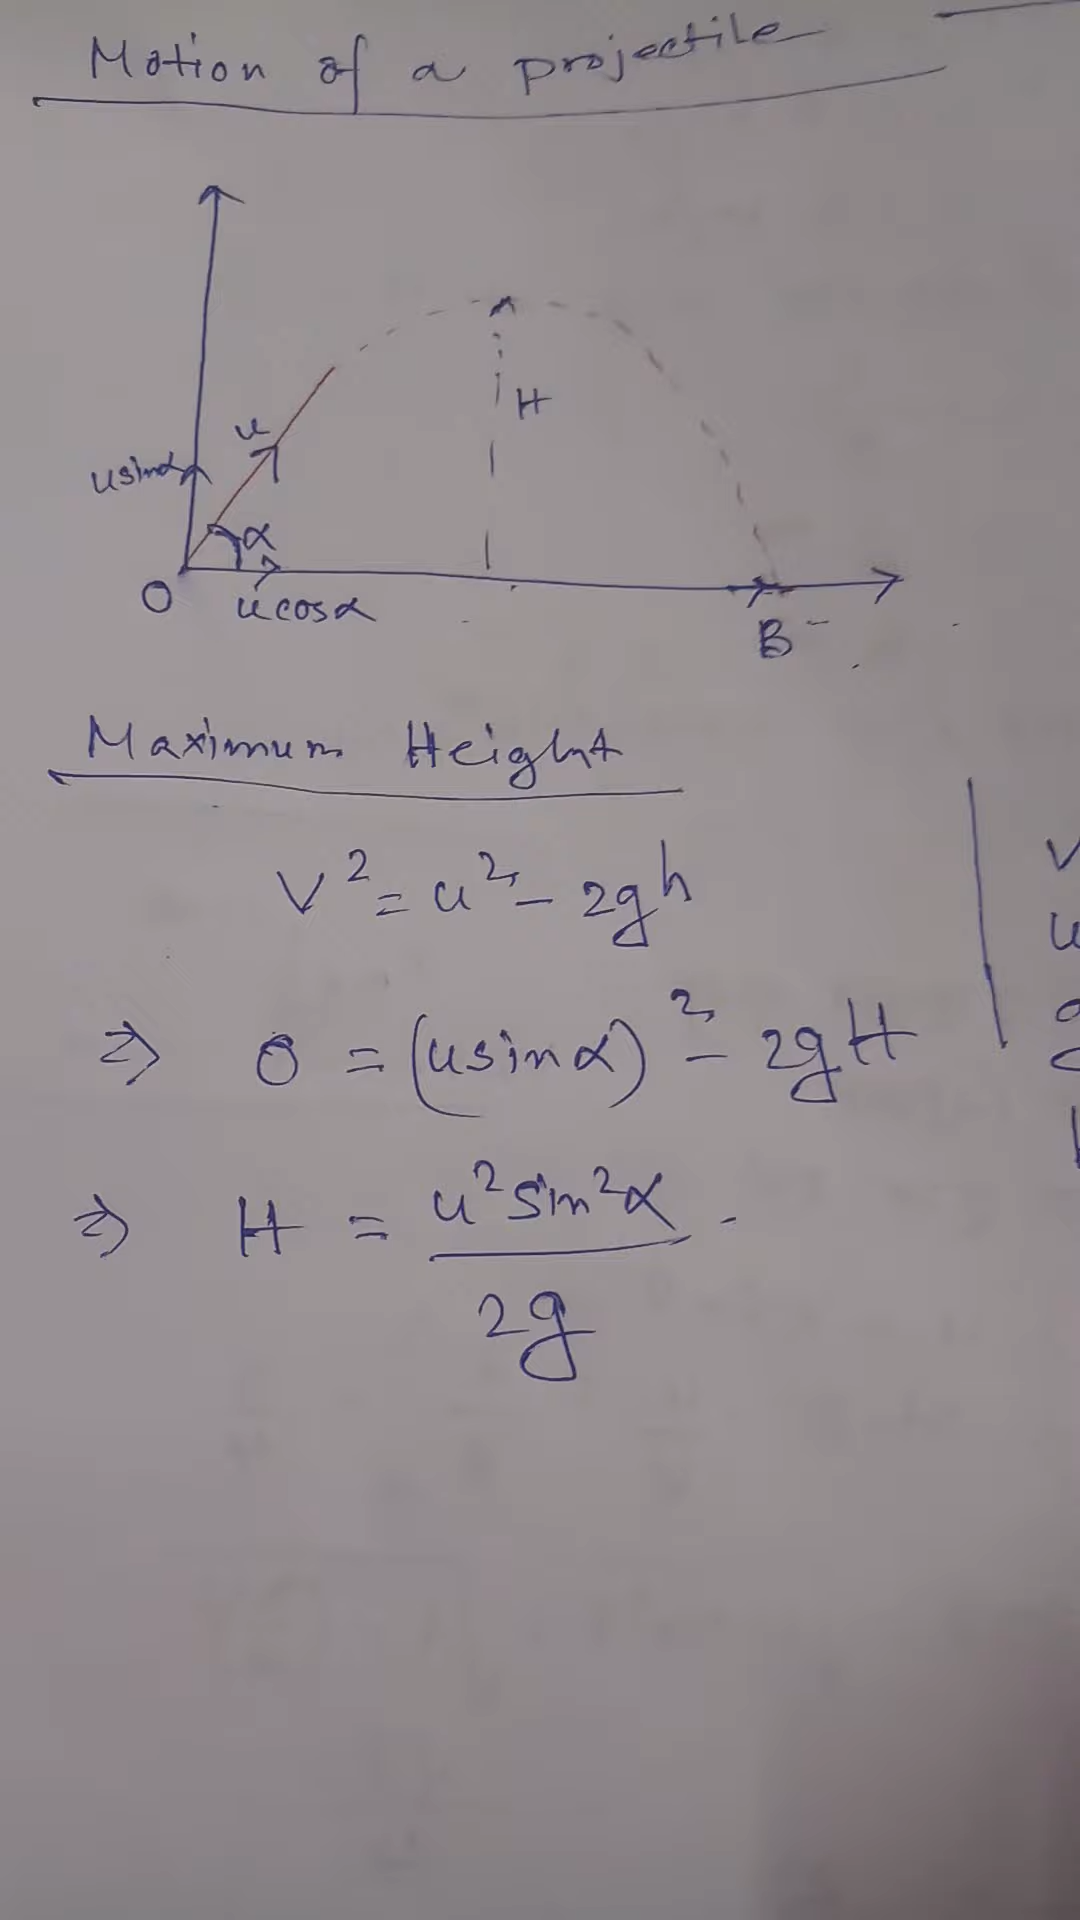 Motion of a projectile
H
u
usinα
α
O
ucosα
B
Maximum Height
V² = u² - 2gh
⇒ 0 = (usinα)² - 2gH
⇒ H = u²sin²α / 2g